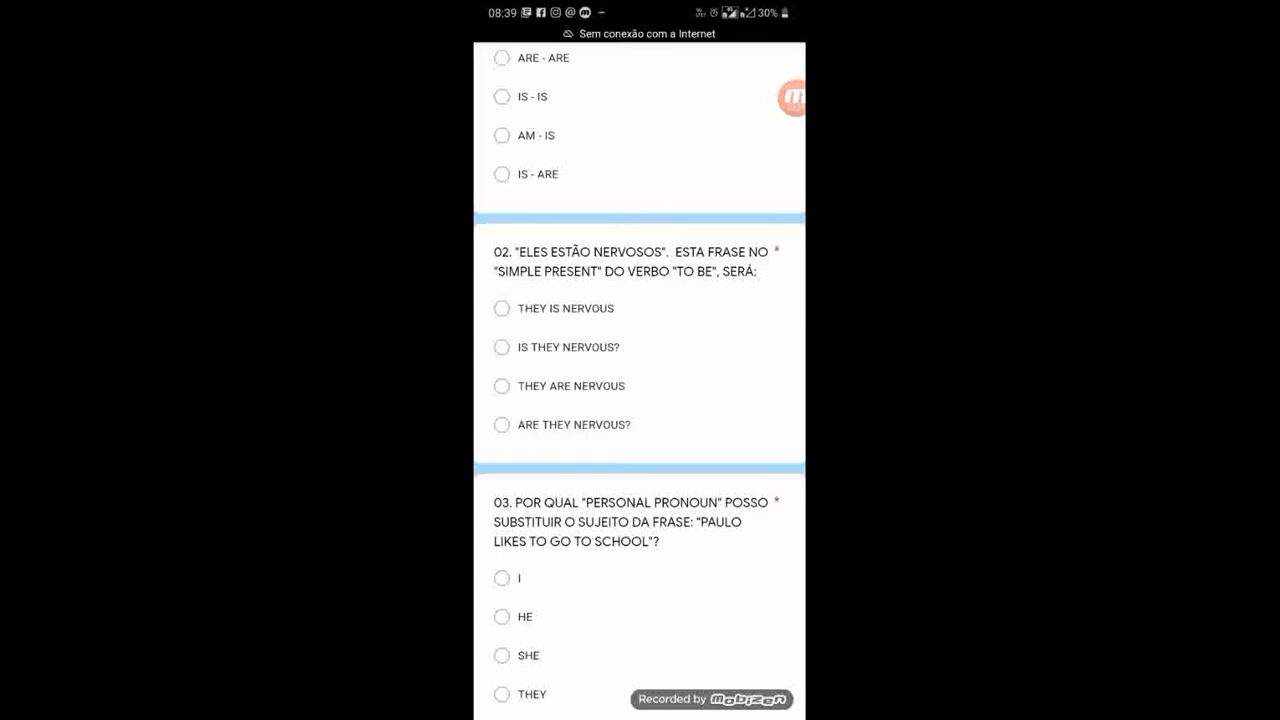 08:39
30%
Sem conexão com a Internet
ARE - ARE
IS - IS
AM - IS
IS - ARE
02. "ELES ESTÃO NERVOSOS". ESTA FRASE NO *
"SIMPLE PRESENT" DO VERBO "TO BE", SERÁ:
THEY IS NERVOUS
IS THEY NERVOUS?
THEY ARE NERVOUS
ARE THEY NERVOUS?
03. POR QUAL "PERSONAL PRONOUN" POSSO *
SUBSTITUIR O SUJEITO DA FRASE: "PAULO
LIKES TO GO TO SCHOOL"?
I
HE
SHE
THEY
Recorded by mobizen